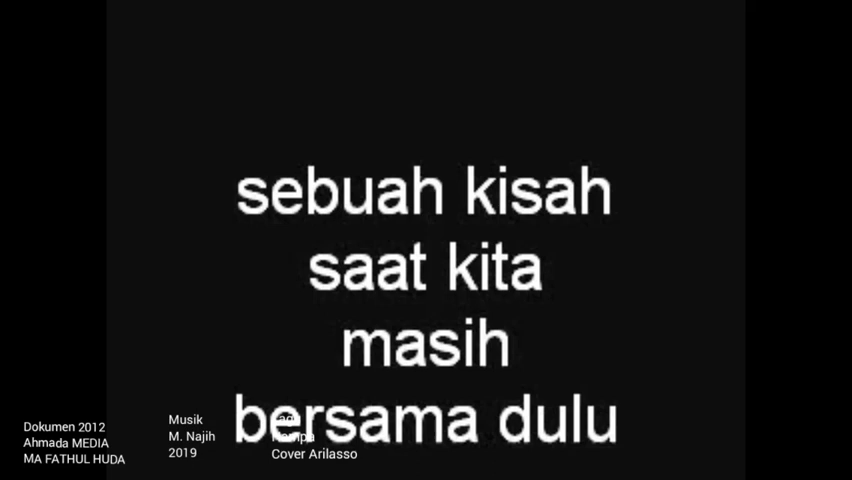 sebuah kisah
saat kita
masih
bersama dulu
Dokumen 2012
Ahmada MEDIA
MA FATHUL HUDA
Musik
M. Najih
2019
Cover Arilasso